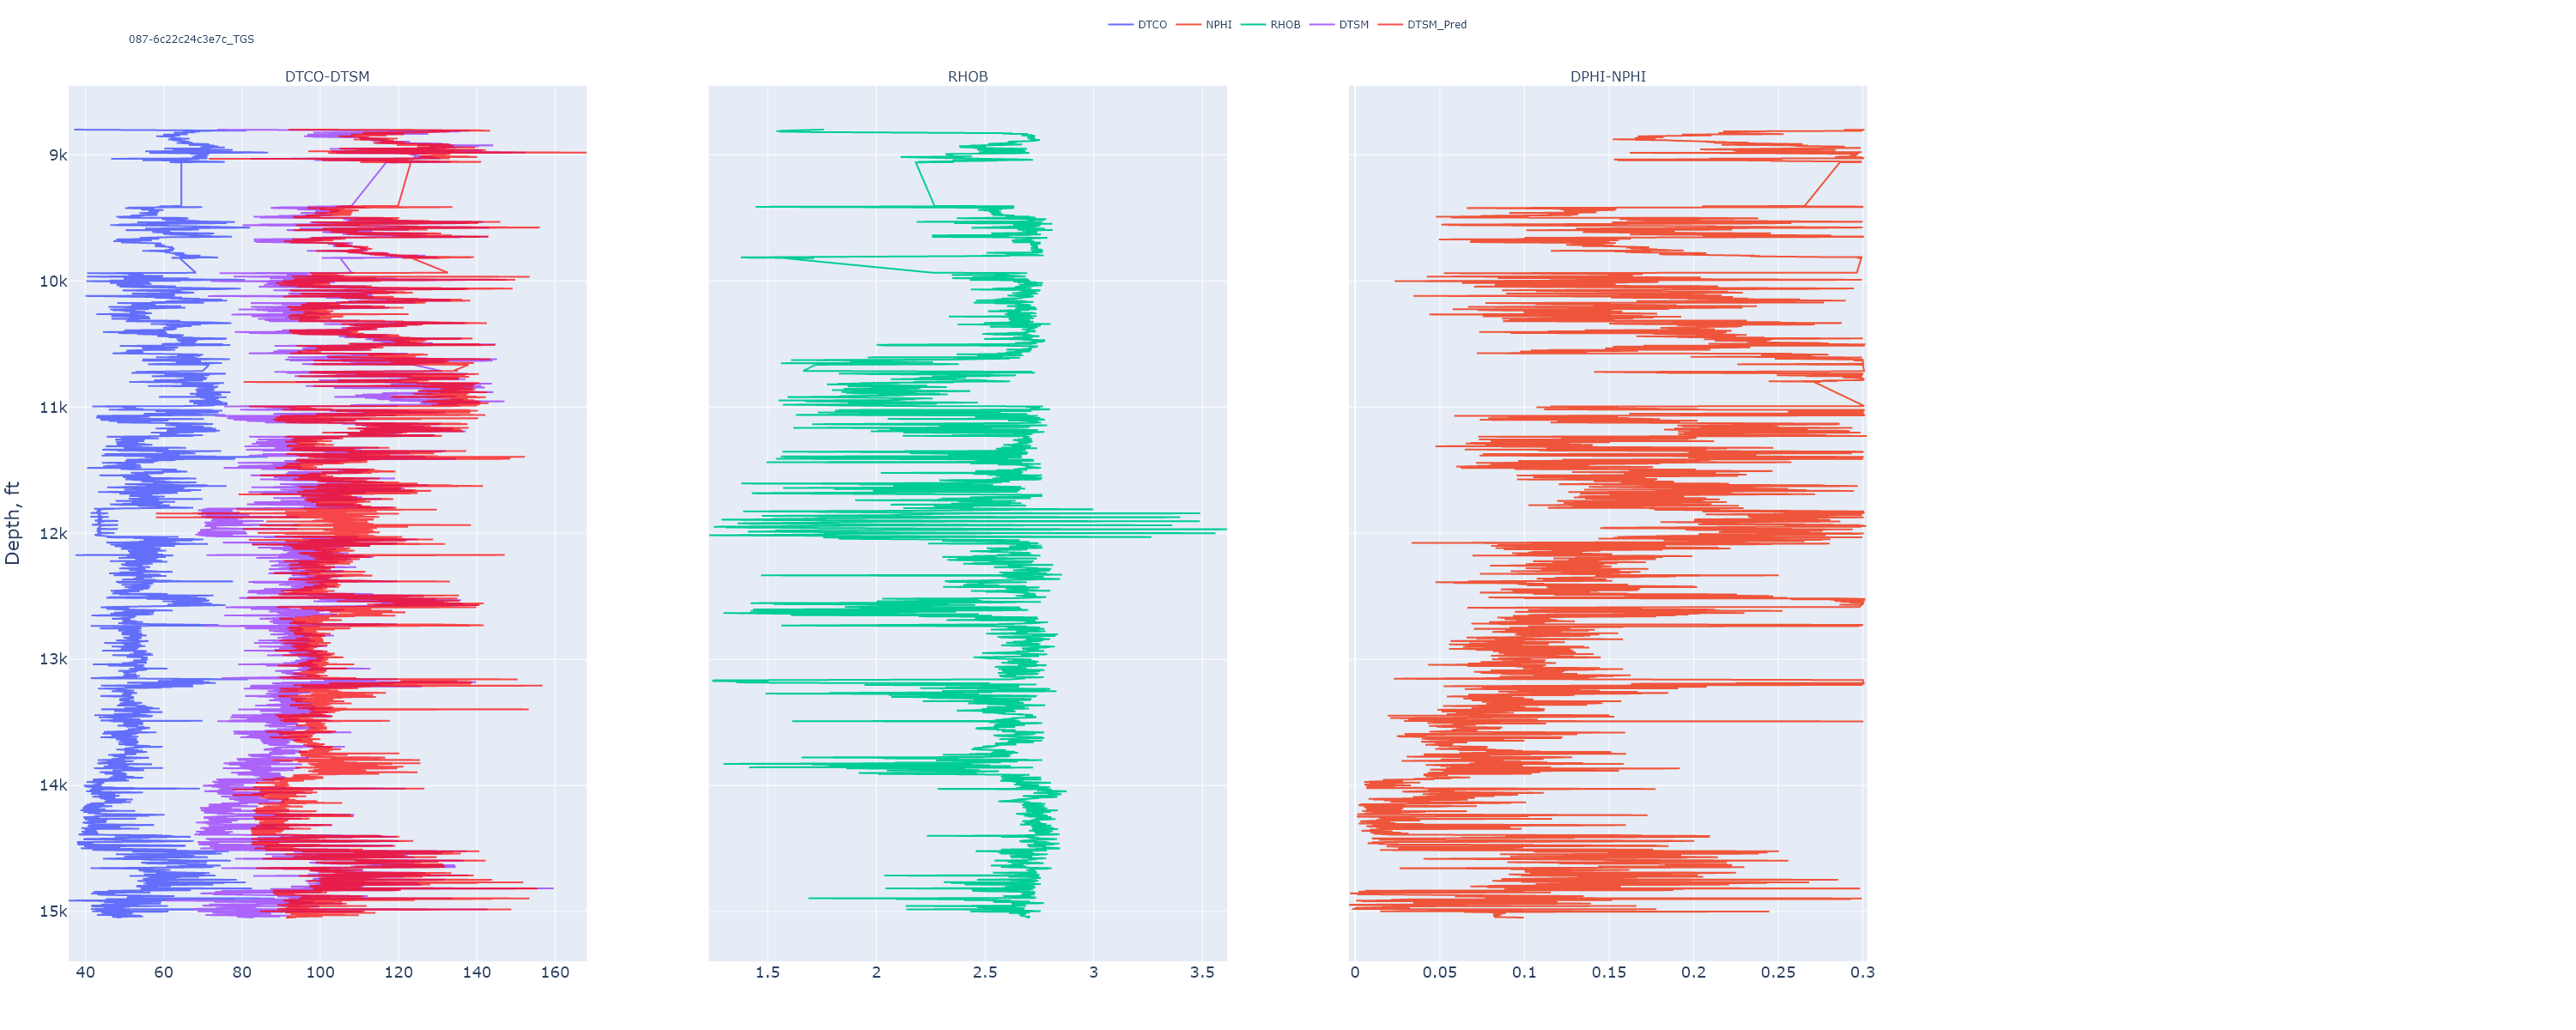 DTCO NPHI RHOB DTSM DTSM_Pred
087-6c22c24c3e7c_TGS
DTCO-DTSM RHOB DPHI-NPHI
Depth, ft
9k
10k
11k
12k
13k
14k
15k
40 60 80 100 120 140 160
1.5 2 2.5 3 3.5
0 0.05 0.1 0.15 0.2 0.25 0.3